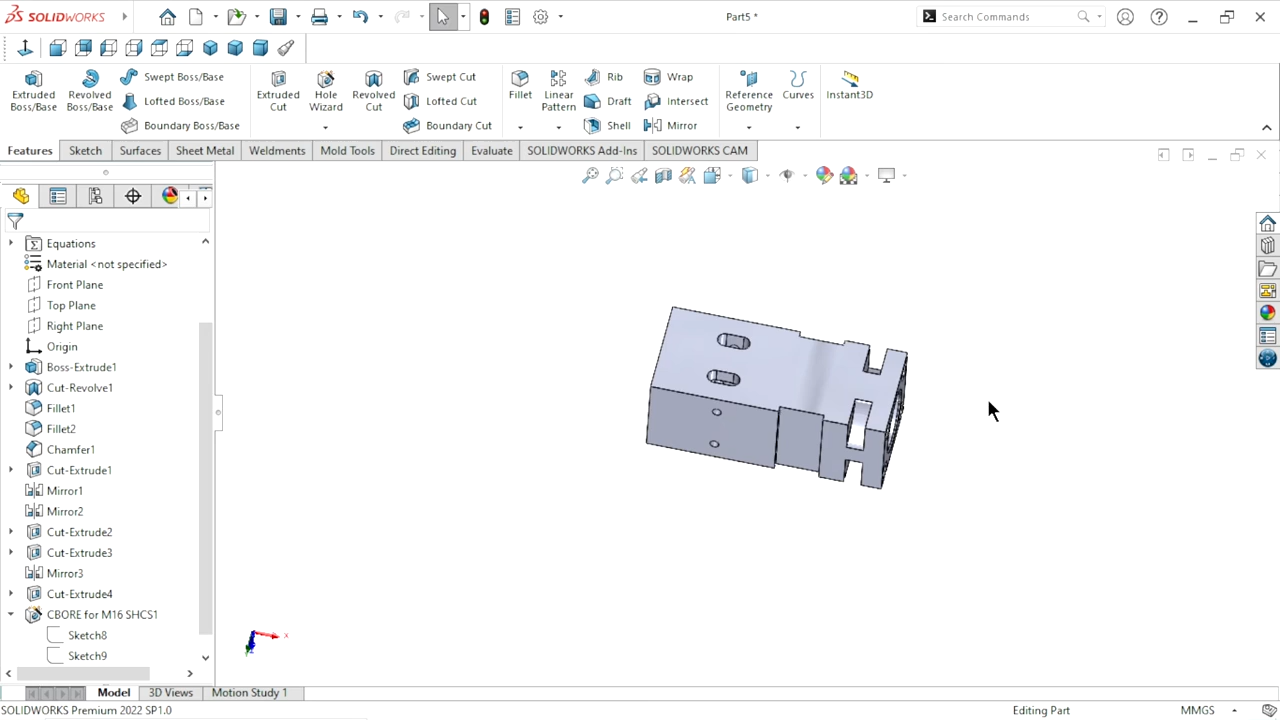 SOLIDWORKS
Part5 *
Search Commands
Extruded Boss/Base
Revolved Boss/Base
Swept Boss/Base
Lofted Boss/Base
Boundary Boss/Base
Extruded Cut
Hole Wizard
Revolved Cut
Swept Cut
Lofted Cut
Boundary Cut
Fillet
Linear Pattern
Rib
Draft
Shell
Wrap
Intersect
Mirror
Reference Geometry
Curves
Instant3D
Features
Sketch
Surfaces
Sheet Metal
Weldments
Mold Tools
Direct Editing
Evaluate
SOLIDWORKS Add-Ins
SOLIDWORKS CAM
Equations
Material <not specified>
Front Plane
Top Plane
Right Plane
Origin
Boss-Extrude1
Cut-Revolve1
Fillet1
Fillet2
Chamfer1
Cut-Extrude1
Mirror1
Mirror2
Cut-Extrude2
Cut-Extrude3
Mirror3
Cut-Extrude4
CBORE for M16 SHCS1
Sketch8
Sketch9
x
Model
3D Views
Motion Study 1
SOLIDWORKS Premium 2022 SP1.0
Editing Part
MMGS